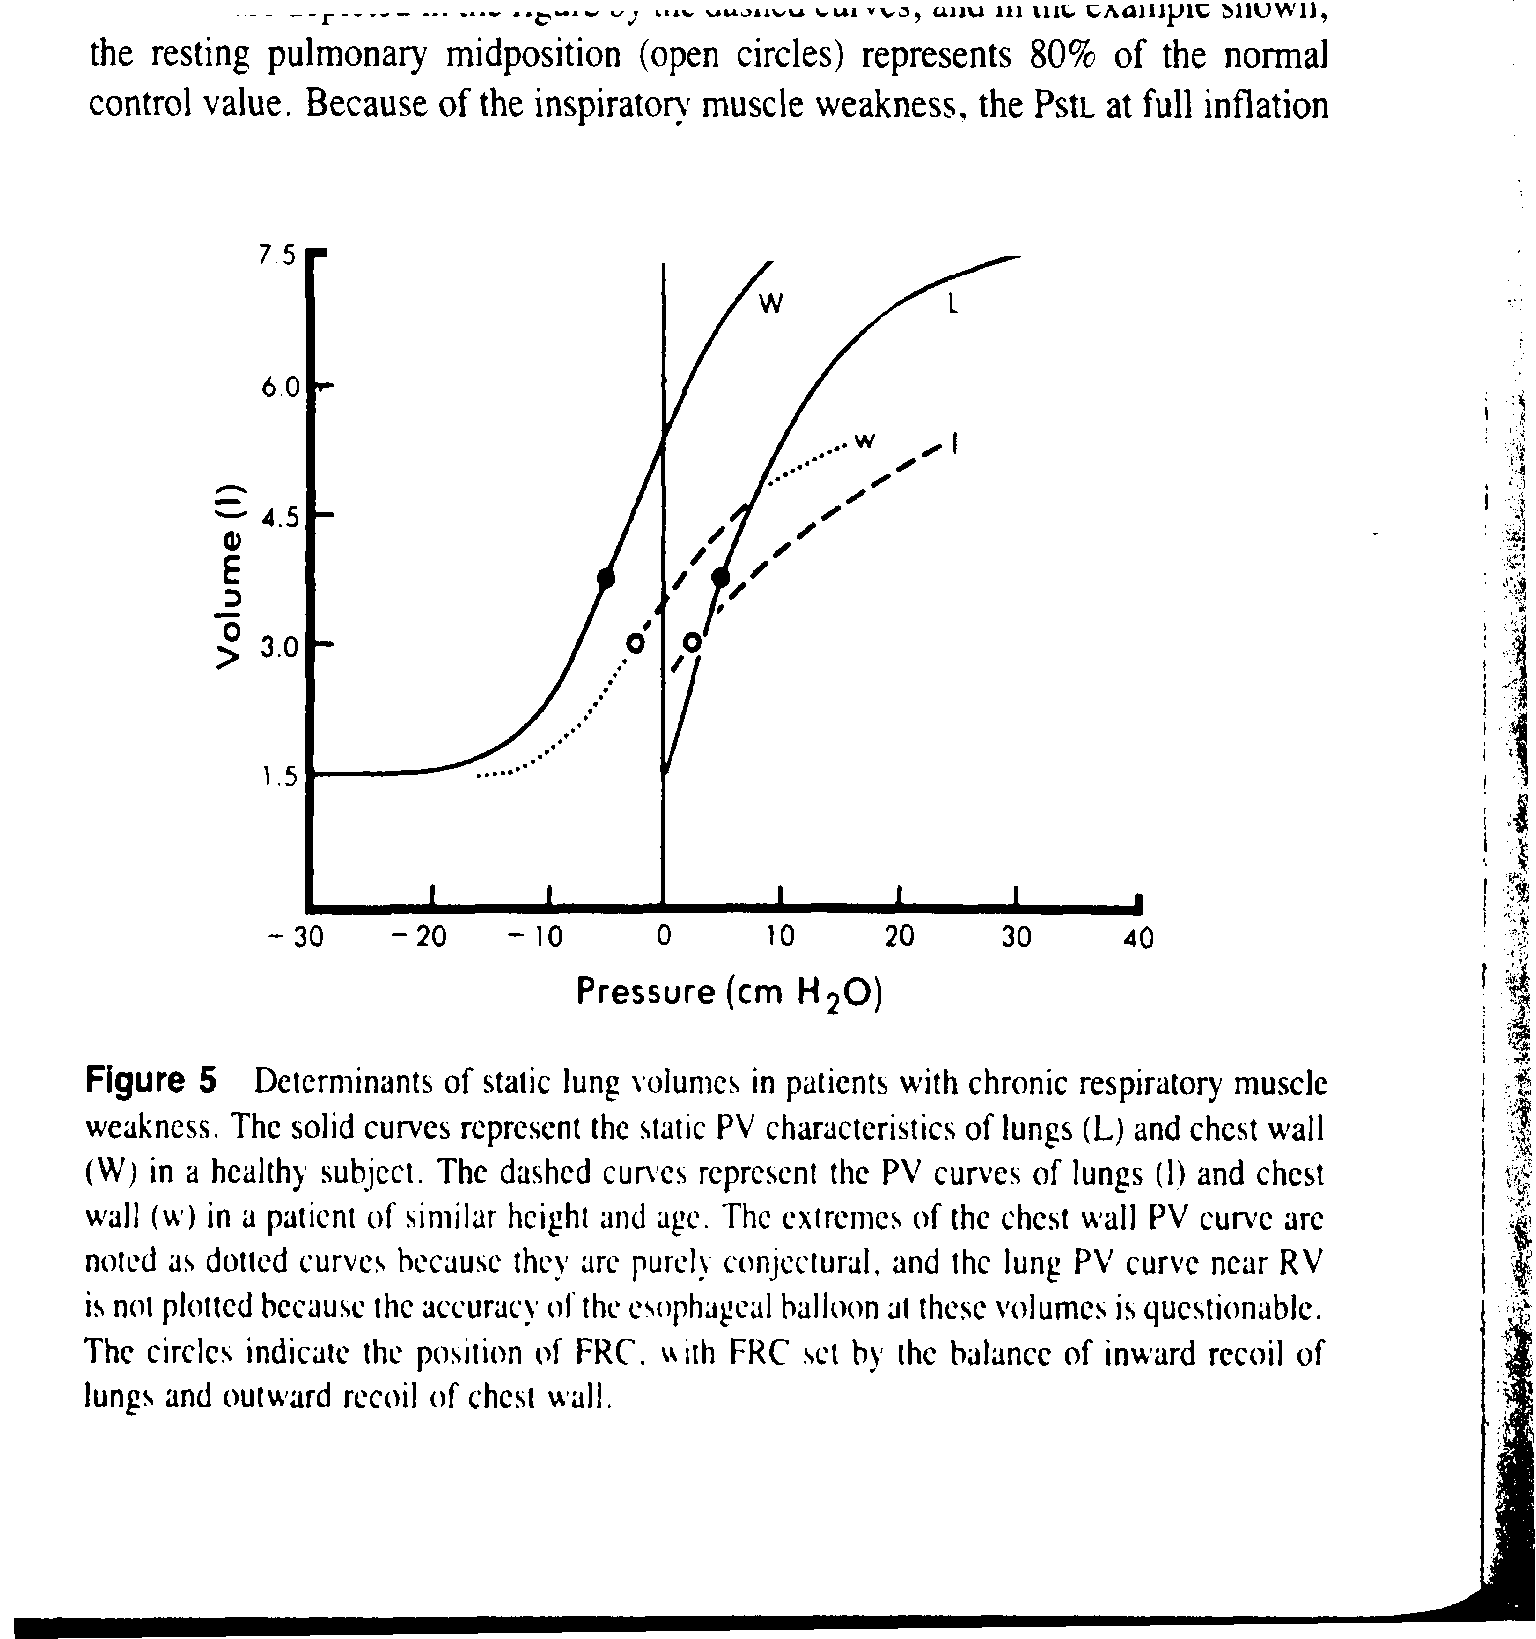 the resting pulmonary midposition (open circles) represents 80% of the normal
control value. Because of the inspiratory muscle weakness, the PstL at full inflation
7.5
W
L
6.0
w
l
4.5
Volume (l)
3.0
1.5
-30 -20 -10 0 10 20 30 40
Pressure (cm H₂O)
Figure 5 Determinants of static lung volumes in patients with chronic respiratory muscle
weakness. The solid curves represent the static PV characteristics of lungs (L) and chest wall
(W) in a healthy subject. The dashed curves represent the PV curves of lungs (l) and chest
wall (w) in a patient of similar height and age. The extremes of the chest wall PV curve are
noted as dotted curves because they are purely conjectural, and the lung PV curve near RV
is not plotted because the accuracy of the esophageal balloon at these volumes is questionable.
The circles indicate the position of FRC, with FRC set by the balance of inward recoil of
lungs and outward recoil of chest wall.